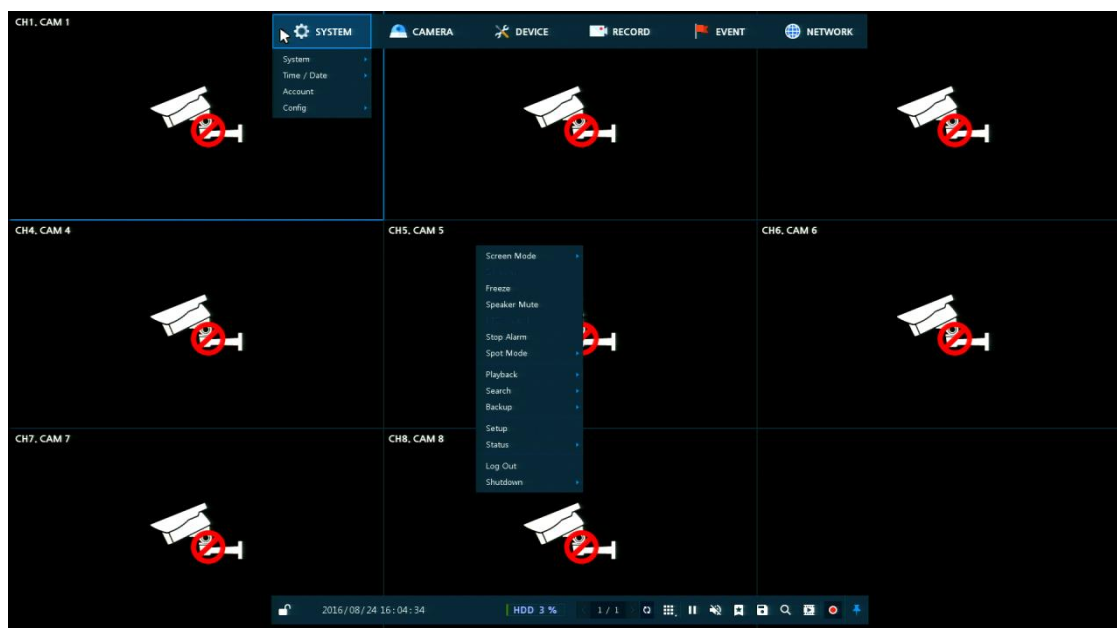 CH1, CAM 1
SYSTEM CAMERA DEVICE RECORD EVENT NETWORK
System
Time / Date
Account
Config
CH4, CAM 4
CH5, CAM 5
CH6, CAM 6
Screen Mode
Freeze
Speaker Mute
Stop Alarm
Spot Mode
Playback
Search
Backup
Setup
Status
Log Out
Shutdown
CH7, CAM 7
CH8, CAM 8
2016/08/24 16:04:34 HDD 3 % 1 / 1